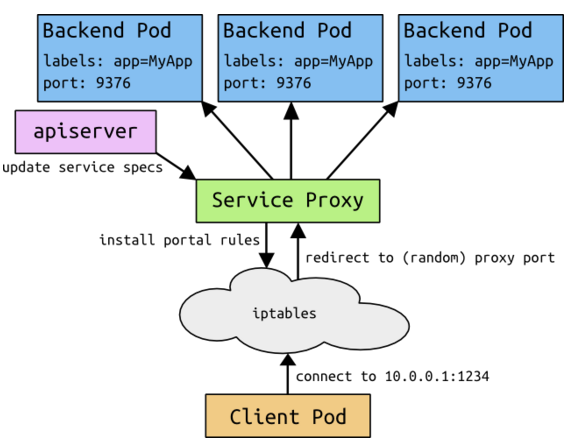 Backend Pod
labels: app=MyApp
port: 9376
Backend Pod
labels: app=MyApp
port: 9376
Backend Pod
labels: app=MyApp
port: 9376
apiserver
update service specs
Service Proxy
install portal rules
redirect to (random) proxy port
iptables
connect to 10.0.0.1:1234
Client Pod